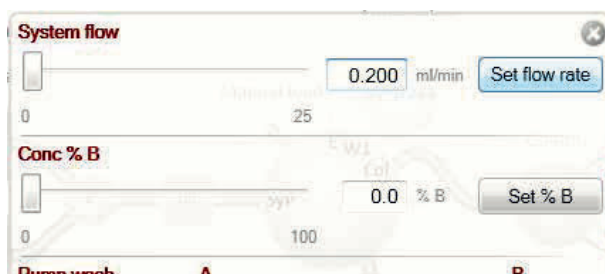 System flow
0.200 ml/min Set flow rate
0 25
Conc % B
0.0 % B Set % B
0 100
Pump wash A B